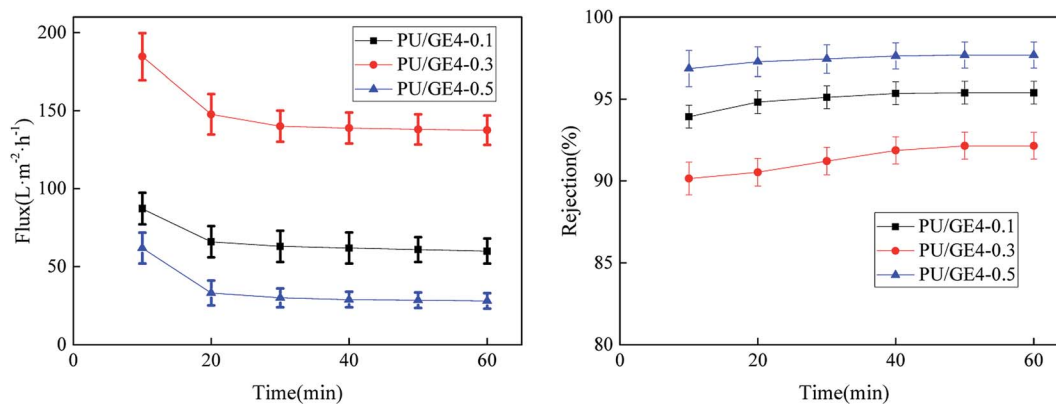 200
150
100
50
0
Flux(L·m⁻²·h⁻¹)
PU/GE4-0.1
PU/GE4-0.3
PU/GE4-0.5
0 20 40 60
Time(min)
100
95
90
85
80
Rejection(%)
PU/GE4-0.1
PU/GE4-0.3
PU/GE4-0.5
0 20 40 60
Time(min)